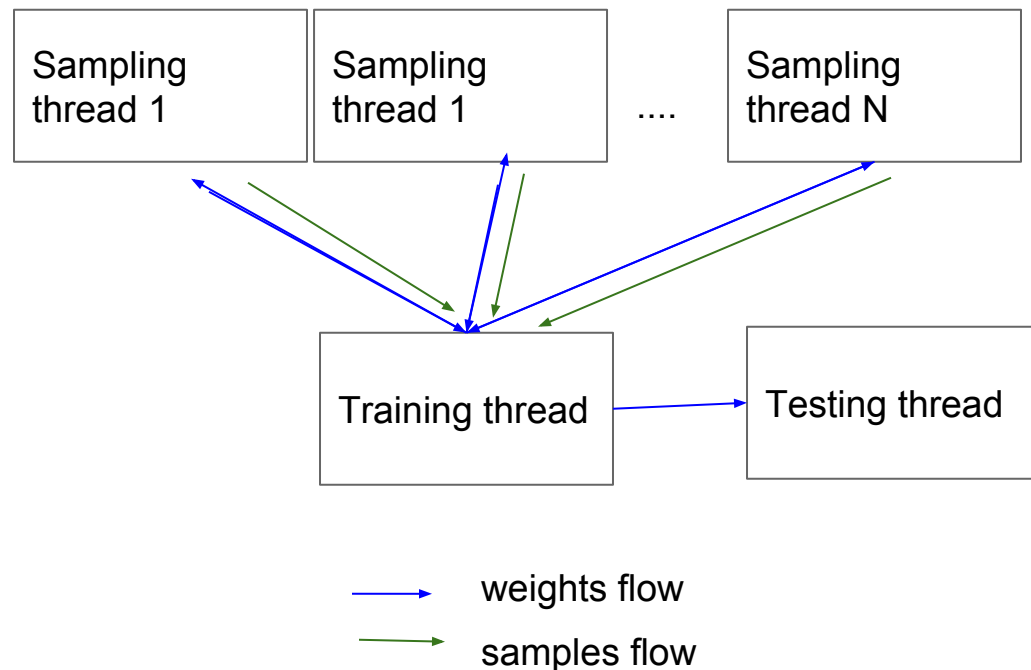 Sampling
thread 1
Sampling
thread 1
....
Sampling
thread N
Training thread
Testing thread
weights flow
samples flow